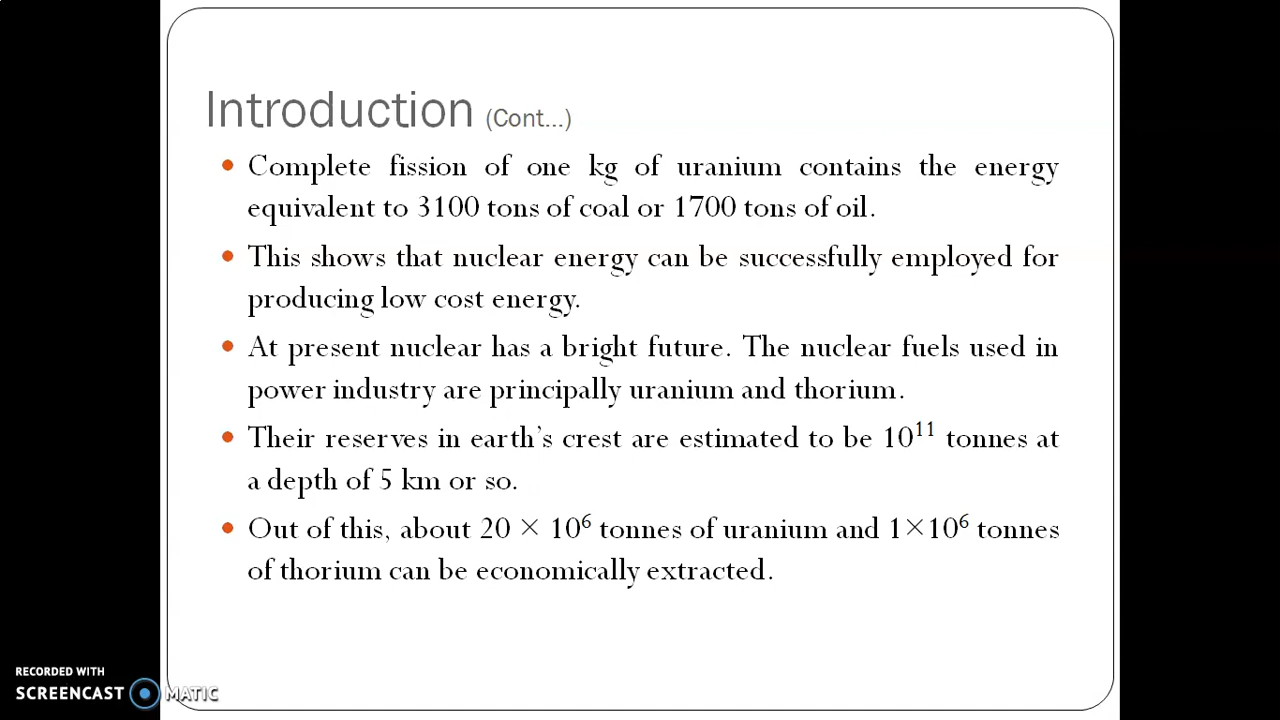 Introduction (Cont...)
Complete fission of one kg of uranium contains the energy
equivalent to 3100 tons of coal or 1700 tons of oil.
This shows that nuclear energy can be successfully employed for
producing low cost energy.
At present nuclear has a bright future. The nuclear fuels used in
power industry are principally uranium and thorium.
Their reserves in earth's crest are estimated to be 10¹¹ tonnes at
a depth of 5 km or so.
Out of this, about 20 × 10⁶ tonnes of uranium and 1×10⁶ tonnes
of thorium can be economically extracted.
RECORDED WITH
SCREENCAST MATIC